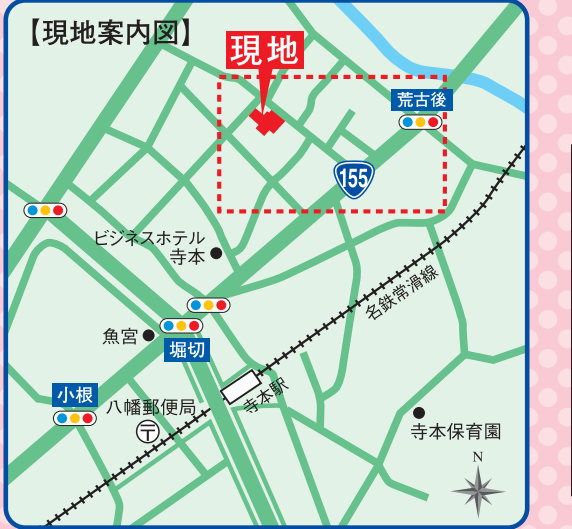 【現地案内図】
現地
荒古後
155
ビジネスホテル
寺本
名鉄常滑線
魚宮
堀切
小根
八幡郵便局
〒
寺本駅
寺本保育園
N